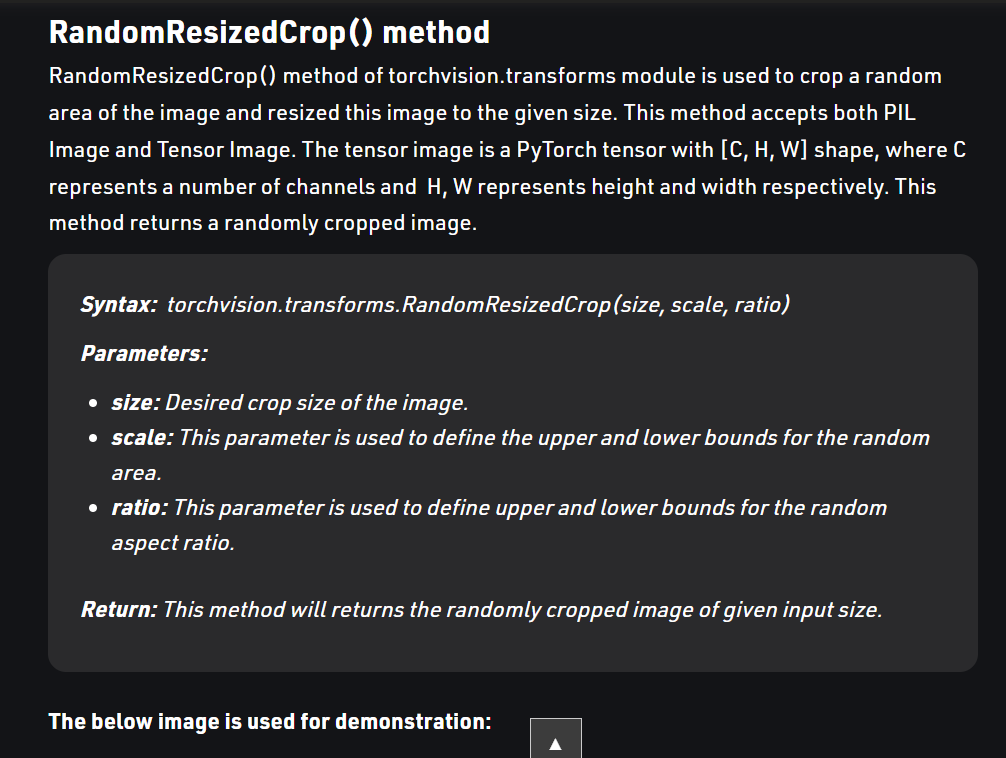 RandomResizedCrop() method
RandomResizedCrop() method of torchvision.transforms module is used to crop a random
area of the image and resized this image to the given size. This method accepts both PIL
Image and Tensor Image. The tensor image is a PyTorch tensor with [C, H, W] shape, where C
represents a number of channels and  H, W represents height and width respectively. This
method returns a randomly cropped image.
Syntax: torchvision.transforms.RandomResizedCrop(size, scale, ratio)
Parameters:
• size: Desired crop size of the image.
• scale: This parameter is used to define the upper and lower bounds for the random
area.
• ratio: This parameter is used to define upper and lower bounds for the random
aspect ratio.
Return: This method will returns the randomly cropped image of given input size.
The below image is used for demonstration: